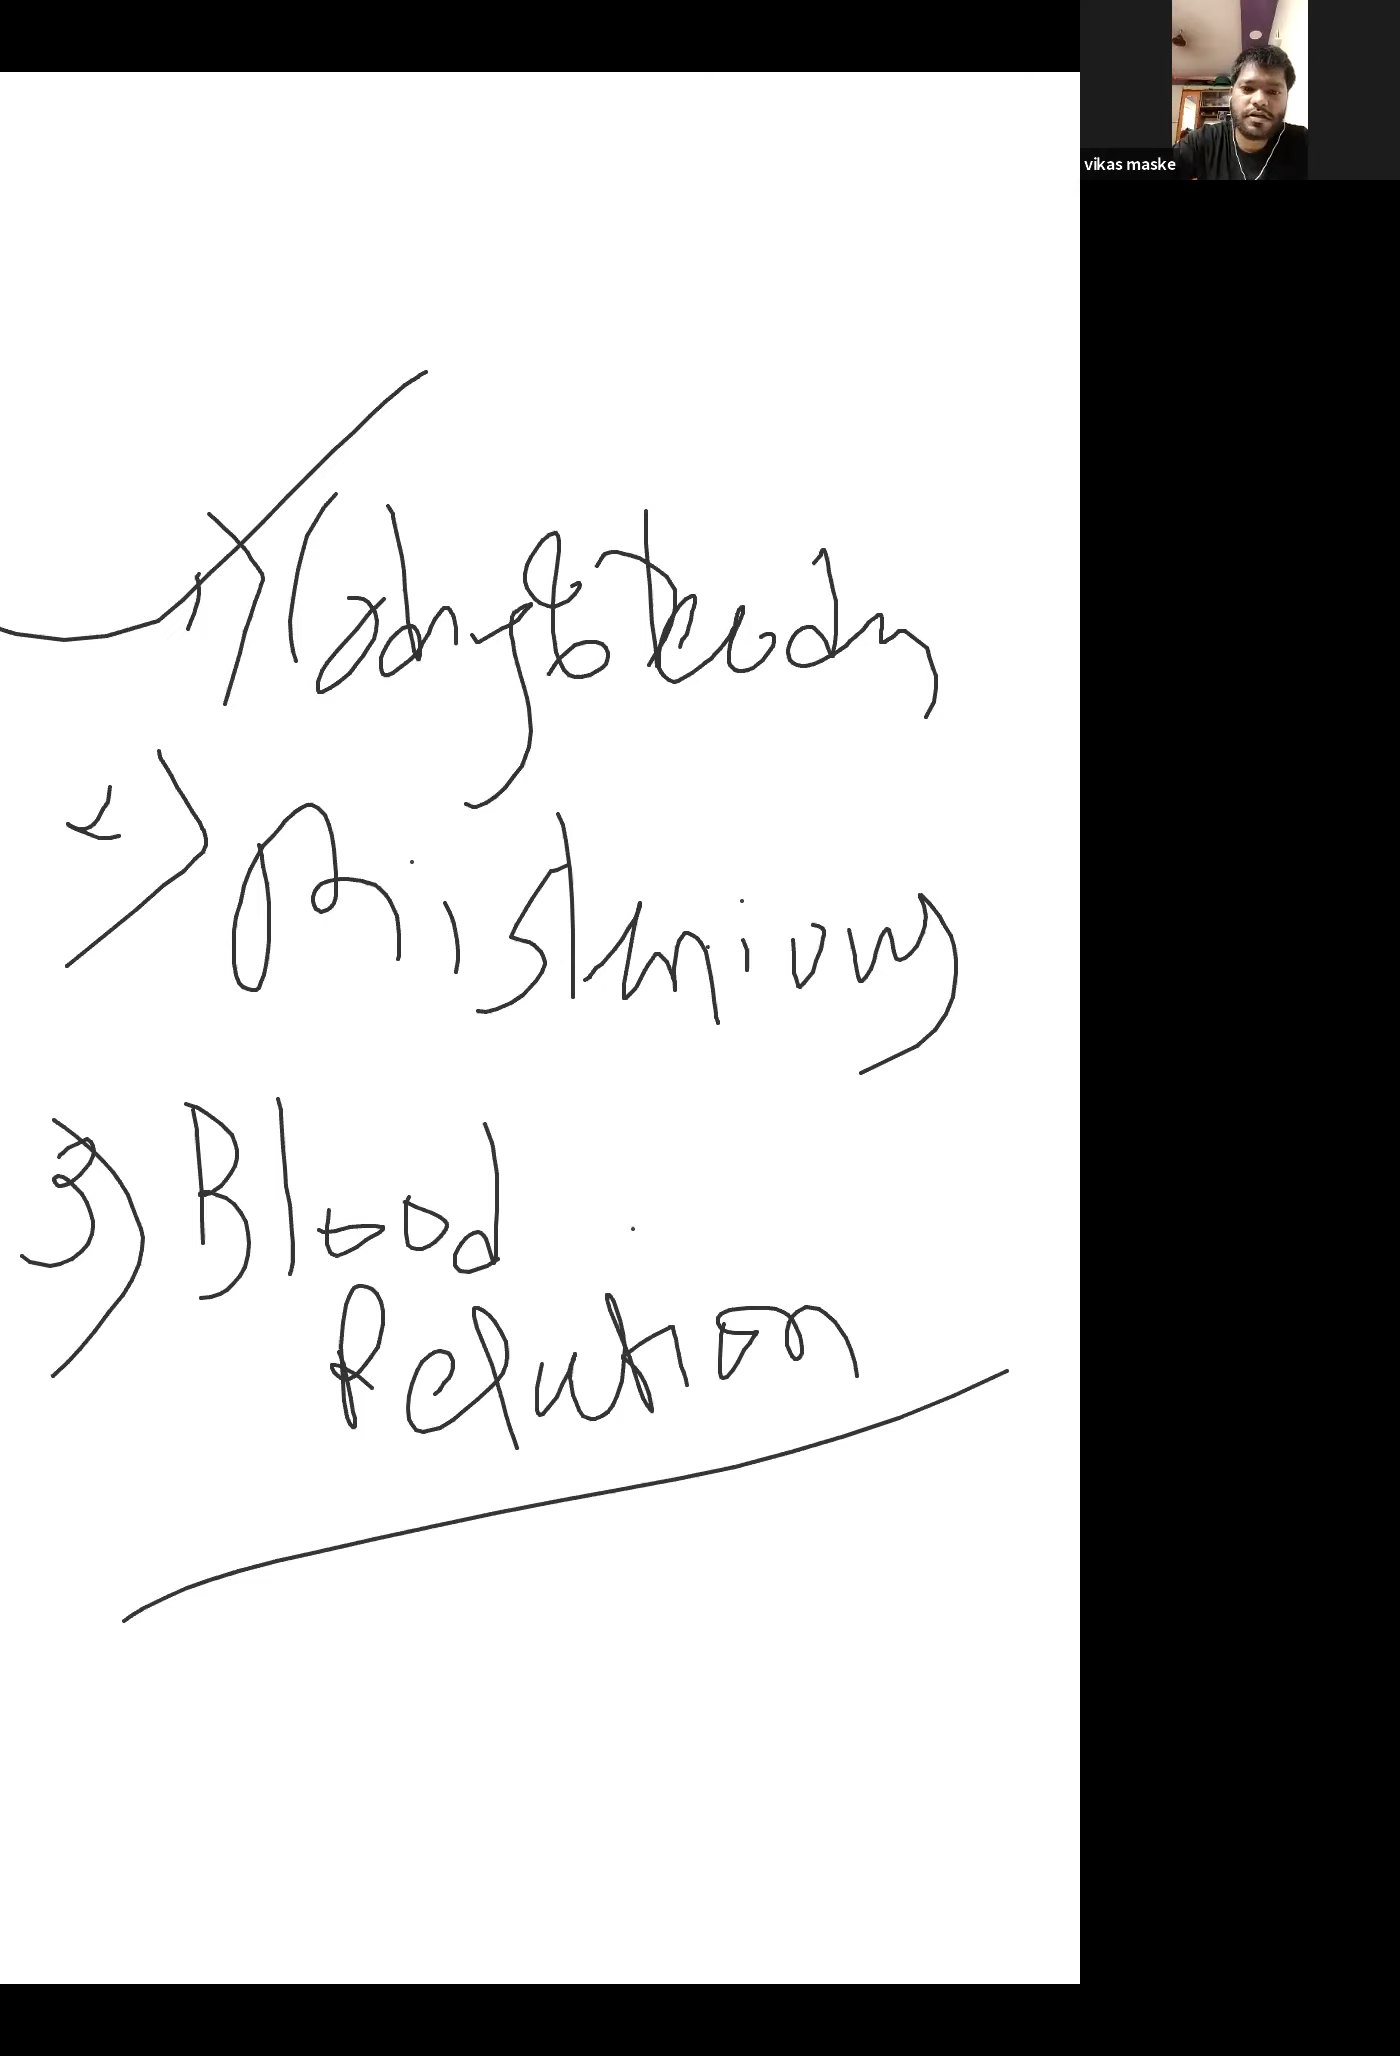 vikas maske
1) Coding & Decoding
2)
3) Blood
Relation